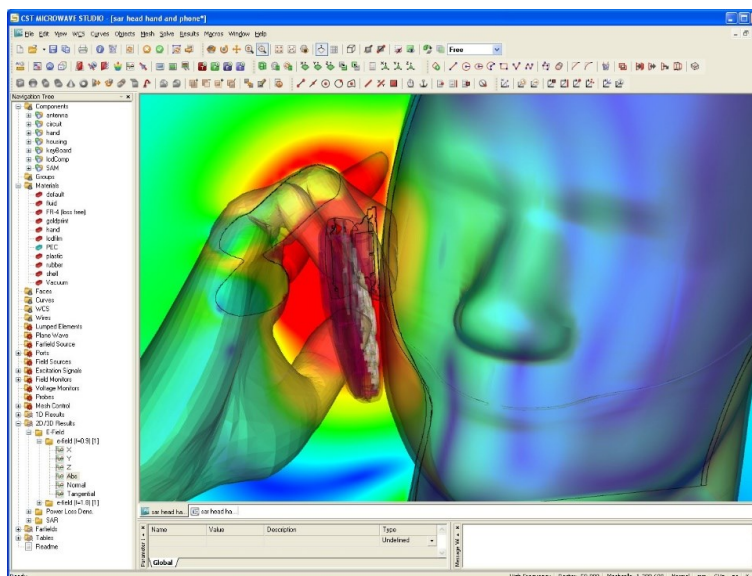 CST MICROWAVE STUDIO - [sar head hand and phone*]
File Edit View WCS Curves Objects Mesh Solve Results Macros Window Help
Free
Navigation Tree
Components
antenna
circuit
hand
housing
keyBoard
lcdComp
SAM
Groups
Materials
default
fluid
FR-4 (loss free)
goldprint
hand
lcdfilm
PEC
plastic
rubber
shell
Vacuum
Faces
Curves
WCS
Wires
Lumped Elements
Plane Wave
Farfield Source
Ports
Field Sources
Excitation Signals
Field Monitors
Voltage Monitors
Probes
Mesh Control
1D Results
2D/3D Results
E-Field
e-field (f=0.9) [1]
X
Y
Z
Abs
Normal
Tangential
e-field (f=1.8) [1]
Power Loss Dens.
SAR
Farfields
Tables
Readme
sar head ha... sar head ha...
Name Value Description Type
Undefined
Global
Ready